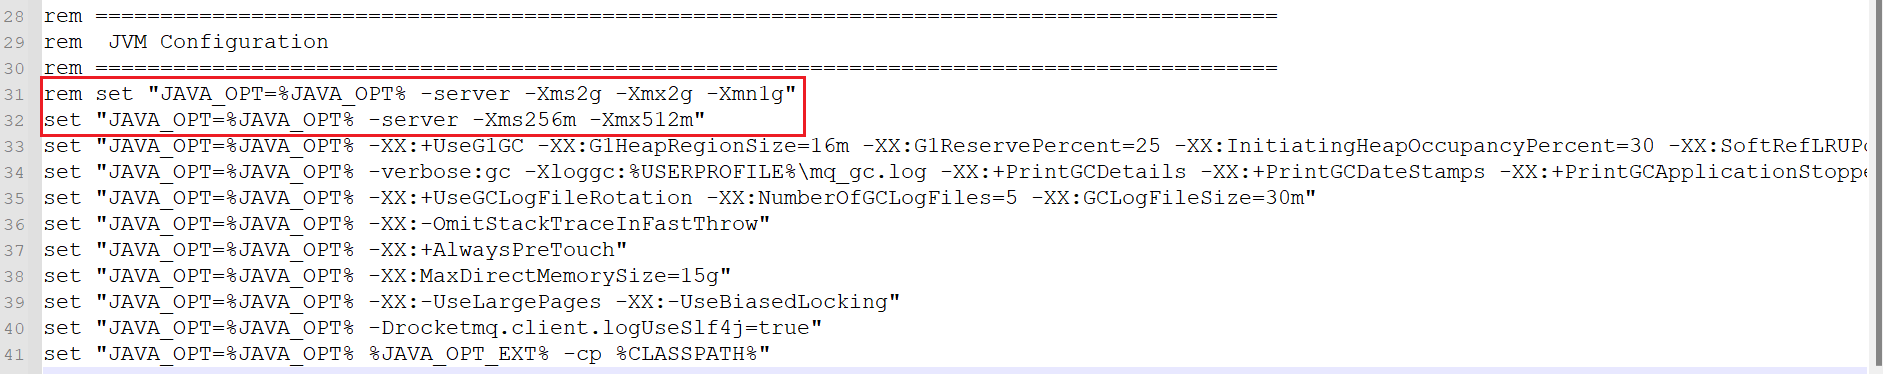 28 rem ===========================================================================================
29 rem  JVM Configuration
30 rem ===========================================================================================
31 rem set "JAVA_OPT=%JAVA_OPT% -server -Xms2g -Xmx2g -Xmn1g"
32 set "JAVA_OPT=%JAVA_OPT% -server -Xms256m -Xmx512m"
33 set "JAVA_OPT=%JAVA_OPT% -XX:+UseG1GC -XX:G1HeapRegionSize=16m -XX:G1ReservePercent=25 -XX:InitiatingHeapOccupancyPercent=30 -XX:SoftRefLRUPo
34 set "JAVA_OPT=%JAVA_OPT% -verbose:gc -Xloggc:%USERPROFILE%\mq_gc.log -XX:+PrintGCDetails -XX:+PrintGCDateStamps -XX:+PrintGCApplicationStoppe
35 set "JAVA_OPT=%JAVA_OPT% -XX:+UseGCLogFileRotation -XX:NumberOfGCLogFiles=5 -XX:GCLogFileSize=30m"
36 set "JAVA_OPT=%JAVA_OPT% -XX:-OmitStackTraceInFastThrow"
37 set "JAVA_OPT=%JAVA_OPT% -XX:+AlwaysPreTouch"
38 set "JAVA_OPT=%JAVA_OPT% -XX:MaxDirectMemorySize=15g"
39 set "JAVA_OPT=%JAVA_OPT% -XX:-UseLargePages -XX:-UseBiasedLocking"
40 set "JAVA_OPT=%JAVA_OPT% -Drocketmq.client.logUseSlf4j=true"
41 set "JAVA_OPT=%JAVA_OPT% %JAVA_OPT_EXT% -cp %CLASSPATH%"